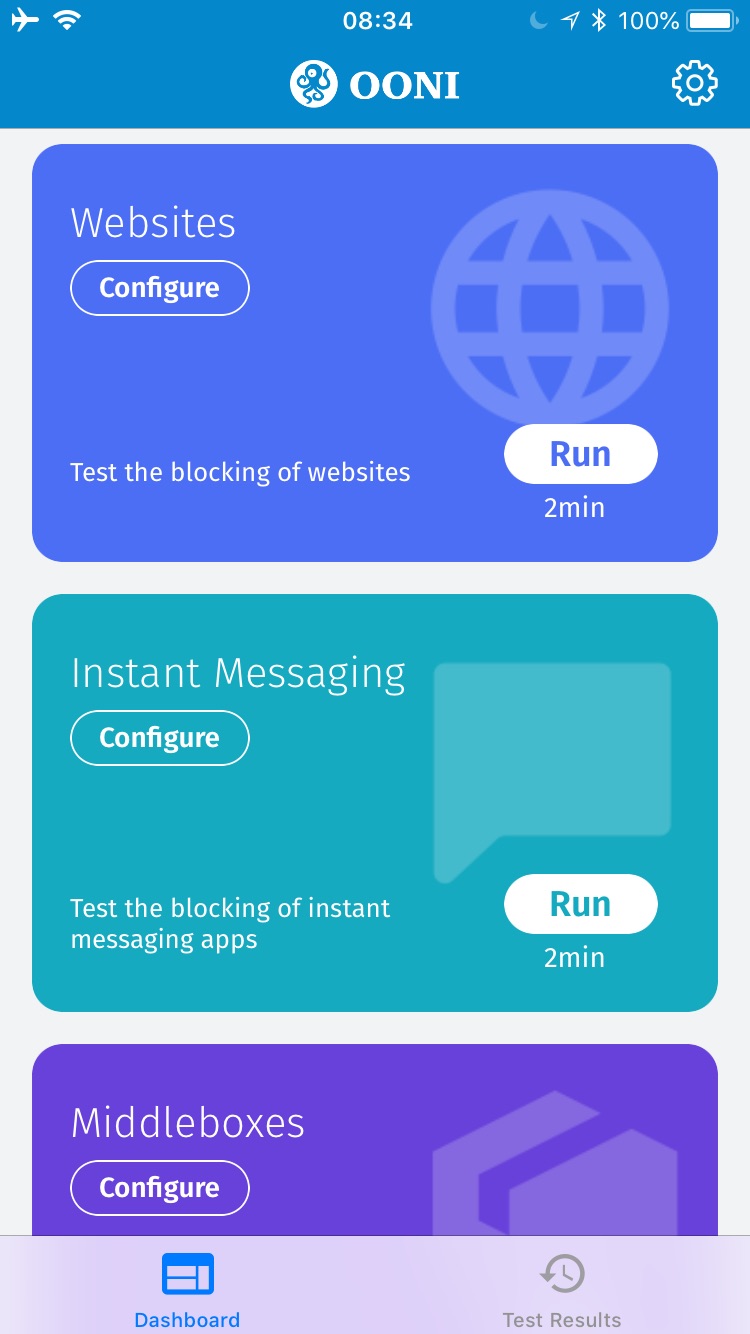 08:34
100%
OONI
Websites
Configure
Test the blocking of websites
Run
2min
Instant Messaging
Configure
Test the blocking of instant
messaging apps
Run
2min
Middleboxes
Configure
Dashboard
Test Results